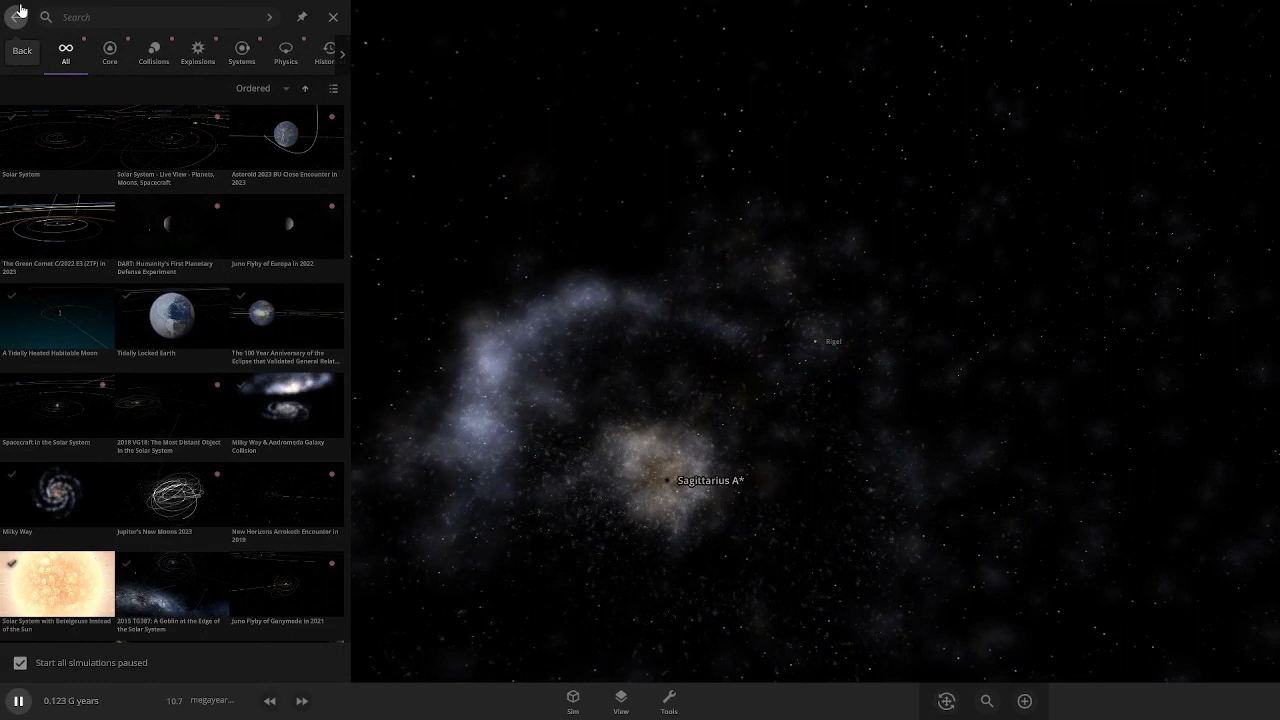 Search
Back
All
Core
Collisions
Explosions
Systems
Physics
Histor
Ordered
Solar System
Solar System - Live View - Planets,
Moons, Spacecraft
Asteroid 2023 BU Close Encounter in
2023
The Green Comet C/2022 E3 (ZTF) in
2023
DART: Humanity's First Planetary
Defense Experiment
Juno Flyby of Europa in 2022
A Tidally Heated Habitable Moon
Tidally Locked Earth
The 100 Year Anniversary of the
Eclipse that Validated General Relat...
Spacecraft in the Solar System
2018 VG18: The Most Distant Object
in the Solar System
Milky Way & Andromeda Galaxy
Collision
Milky Way
Jupiter's New Moons 2023
New Horizons Arrokoth Encounter in
2019
Solar System with Betelgeuse Instead
of the Sun
2015 TG387: A Goblin at the Edge of
the Solar System
Juno Flyby of Ganymede in 2021
Start all simulations paused
Rigel
Sagittarius A*
0.123 G years
10.7 megayear...
Sim
View
Tools